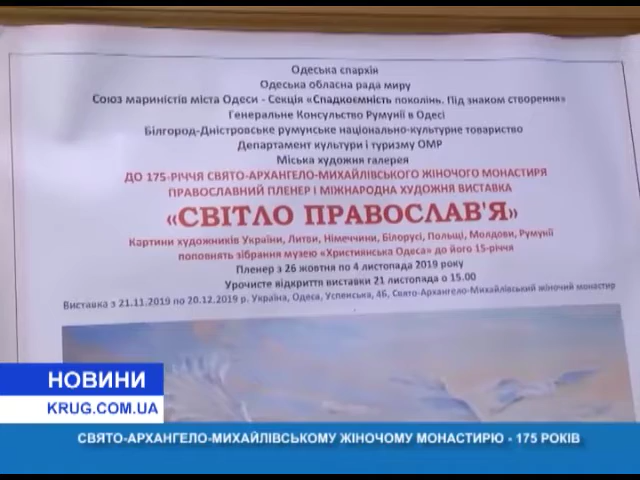 Одеська єпархія
Одеська обласна рада миру
Союз мариністів міста Одеси - Секція «Спадкоємність поколінь. Під знаком створення»
Генеральне Консульство Румунії в Одесі
Білгород-Дністровське румунське національно-культурне товариство
Департамент культури і туризму ОМР
Міська художня галерея
ДО 175-РІЧЧЯ СВЯТО-АРХАНГЕЛО-МИХАЙЛІВСЬКОГО ЖІНОЧОГО МОНАСТИРЯ
ПРАВОСЛАВНИЙ ПЛЕНЕР І МІЖНАРОДНА ХУДОЖНЯ ВИСТАВКА
«СВІТЛО ПРАВОСЛАВ'Я»
Картини художників України, Литви, Німеччини, Білорусі, Польщі, Молдови, Румунії
поповнять зібрання музею «Християнська Одеса» до його 15-річчя
Пленер з 26 жовтня по 4 листопада 2019 року
Урочисте відкриття виставки 21 листопада о 15.00
Виставка з 21.11.2019 по 20.12.2019 р. Україна, Одеса, Успенська, 4Б, Свято-Архангело-Михайлівський жіночий монастир
НОВИНИ
KRUG.COM.UA
СВЯТО-АРХАНГЕЛО-МИХАЙЛІВСЬКОМУ ЖІНОЧОМУ МОНАСТИРЮ - 175 РОКІВ